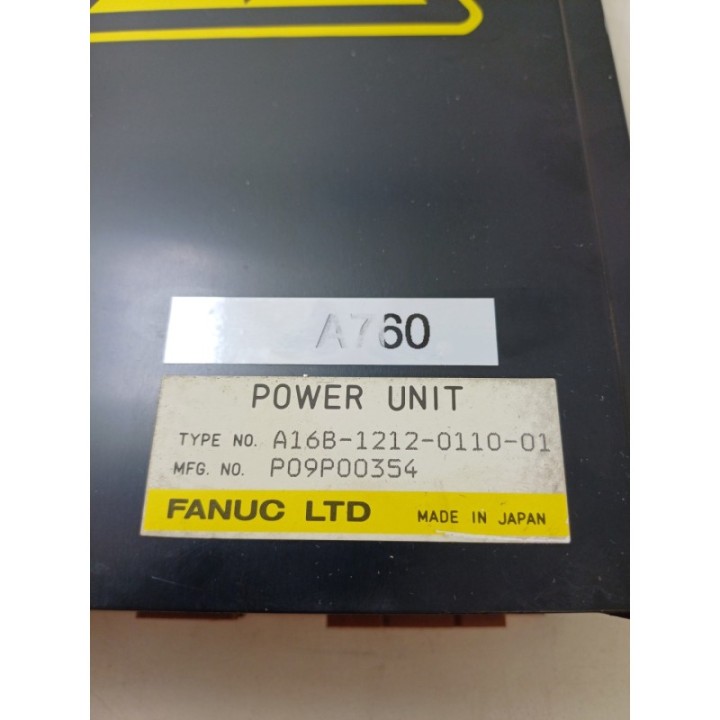 A760
POWER UNIT
TYPE NO. A16B-1212-0110-01
MFG. NO. P09P00354
FANUC LTD MADE IN JAPAN